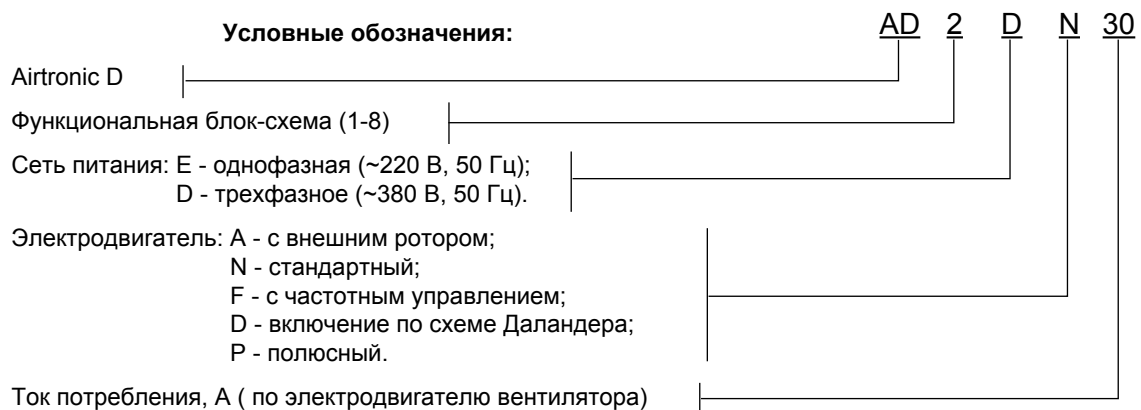 Условные обозначения: AD 2 D N 30
Airtronic D
Функциональная блок-схема (1-8)
Сеть питания: E - однофазная (~220 В, 50 Гц);
D - трехфазное (~380 В, 50 Гц).
Электродвигатель: A - с внешним ротором;
N - стандартный;
F - с частотным управлением;
D - включение по схеме Даландера;
P - полюсный.
Ток потребления, А ( по электродвигателю вентилятора)